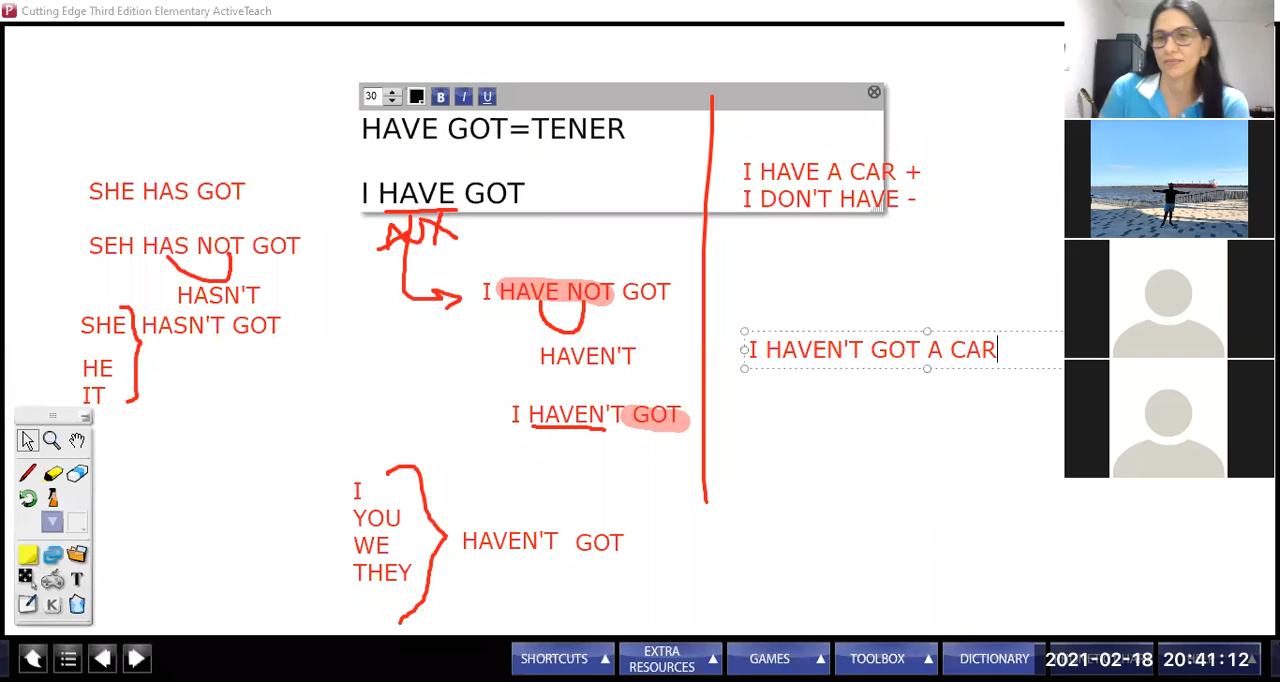 Cutting Edge Third Edition Elementary ActiveTeach
30 B I U
HAVE GOT=TENER
I HAVE GOT
AUX
SHE HAS GOT
SEH HAS NOT GOT
HASN'T
SHE HASN'T GOT
HE
IT
I HAVE NOT GOT
HAVEN'T
I HAVEN'T GOT
I
YOU
WE
THEY
HAVEN'T GOT
I HAVE A CAR +
I DON'T HAVE -
I HAVEN'T GOT A CAR
T
K
SHORTCUTS
EXTRA
RESOURCES
GAMES
TOOLBOX
DICTIONARY
2021-02-18 20:41:12